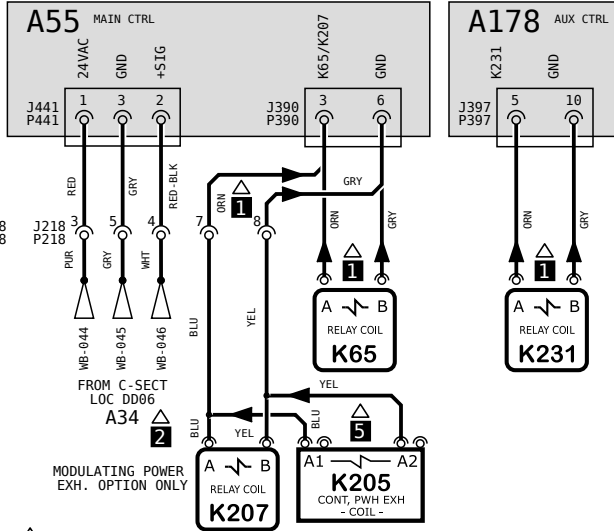 A55 MAIN CTRL
A178 AUX CTRL
24VAC
GND
+SIG
K65/K207
GND
K231
GND
J441
P441
1 3 2
J390
P390
3 6
J397
P397
5 10
RED
GRY
RED-BLK
ORN
1
GRY
ORN
GRY
ORN
GRY
8
8
J218
P218
3 5 4
7 8
PUR
GRY
WHT
1
1
A B
RELAY COIL
K65
A B
RELAY COIL
K231
BLU
YEL
WB-044
WB-045
WB-046
FROM C-SECT
LOC DD06
A34
2
YEL
BLU
YEL
BLU
5
MODULATING POWER
EXH. OPTION ONLY
A B
RELAY COIL
K207
A1 A2
K205
CONT, PWH EXH
- COIL -